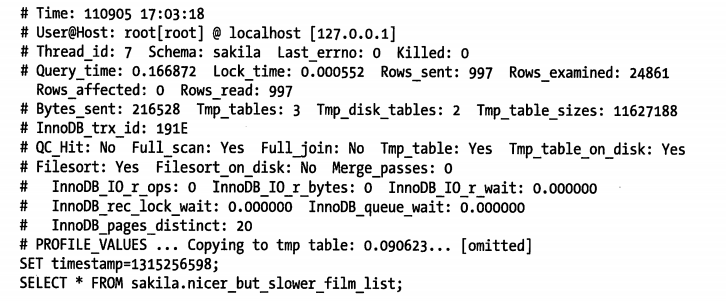 # Time: 110905 17:03:18
# User@Host: root[root] @ localhost [127.0.0.1]
# Thread_id: 7 Schema: sakila Last_errno: 0 Killed: 0
# Query_time: 0.166872 Lock_time: 0.000552 Rows_sent: 997 Rows_examined: 24861
Rows_affected: 0 Rows_read: 997
# Bytes_sent: 216528 Tmp_tables: 3 Tmp_disk_tables: 2 Tmp_table_sizes: 11627188
# InnoDB_trx_id: 191E
# QC_Hit: No Full_scan: Yes Full_join: No Tmp_table: Yes Tmp_table_on_disk: Yes
# Filesort: Yes Filesort_on_disk: No Merge_passes: 0
# InnoDB_IO_r_ops: 0 InnoDB_IO_r_bytes: 0 InnoDB_IO_r_wait: 0.000000
# InnoDB_rec_lock_wait: 0.000000 InnoDB_queue_wait: 0.000000
# InnoDB_pages_distinct: 20
# PROFILE_VALUES ... Copying to tmp table: 0.090623... [omitted]
SET timestamp=1315256598;
SELECT * FROM sakila.nicer_but_slower_film_list;